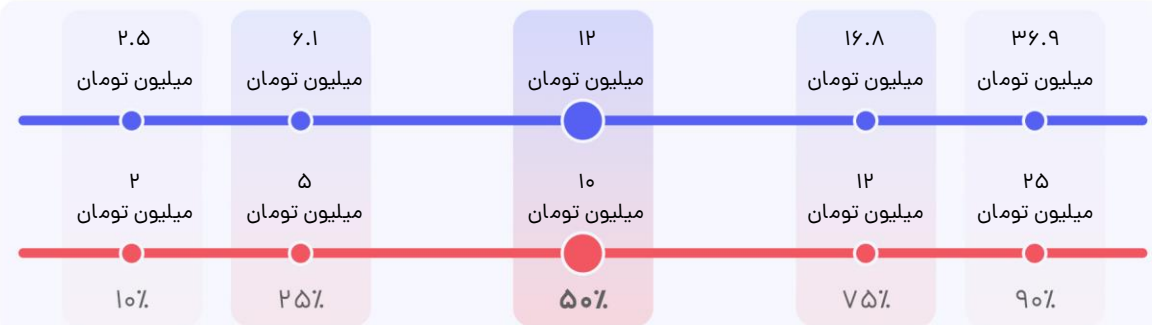 ۲.۵ ۶.۱ ۱۲ ۱۶.۸ ۳۶.۹
میلیون تومان میلیون تومان میلیون تومان میلیون تومان میلیون تومان
۲ ۵ ۱۰ ۱۲ ۲۵
میلیون تومان میلیون تومان میلیون تومان میلیون تومان میلیون تومان
۱۰٪ ۲۵٪ ۵۰٪ ۷۵٪ ۹۰٪